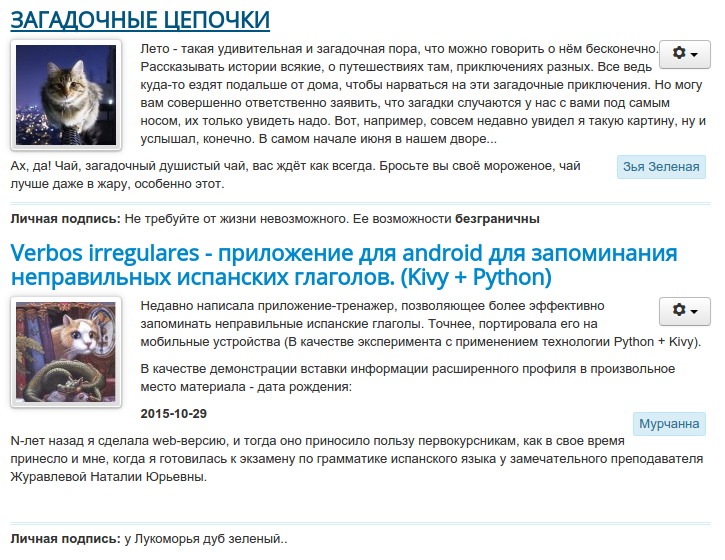 ЗАГАДОЧНЫЕ ЦЕПОЧКИ
Лето - такая удивительная и загадочная пора, что можно говорить о нём бесконечно.
Рассказывать истории всякие, о путешествиях там, приключениях разных. Все ведь
куда-то ездят подальше от дома, чтобы нарваться на эти загадочные приключения. Но могу
вам совершенно ответственно заявить, что загадки случаются у нас с вами под самым
носом, их только увидеть надо. Вот, например, совсем недавно увидел я такую картину, ну и
услышал, конечно. В самом начале июня в нашем дворе...
Ах, да! Чай, загадочный душистый чай, вас ждёт как всегда. Бросьте вы своё мороженое, чай
лучше даже в жару, особенно этот.
Зья Зеленая
Личная подпись: Не требуйте от жизни невозможного. Ее возможности безграничны
Verbos irregulares - приложение для android для запоминания
неправильных испанских глаголов. (Kivy + Python)
Недавно написала приложение-тренажер, позволяющее более эффективно
запоминать неправильные испанские глаголы. Точнее, портировала его на
мобильные устройства (В качестве эксперимента с применением технологии Python + Kivy).
В качестве демонстрации вставки информации расширенного профиля в произвольное
место материала - дата рождения:
2015-10-29
Мурчанна
N-лет назад я сделала web-версию, и тогда оно приносило пользу первокурсникам, как в свое время
принесло и мне, когда я готовилась к экзамену по грамматике испанского языка у замечательного преподавателя
Журавлевой Наталии Юрьевны.
Личная подпись: у Лукоморья дуб зеленый..